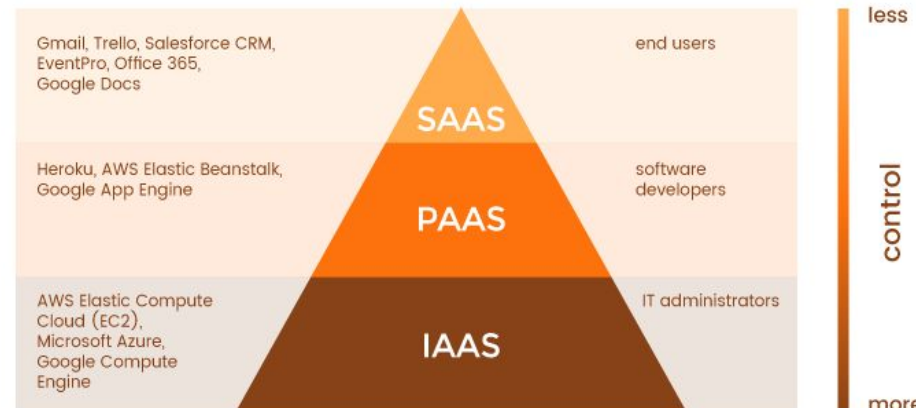 Gmail, Trello, Salesforce CRM,
EventPro, Office 365,
Google Docs
SAAS
end users
Heroku, AWS Elastic Beanstalk,
Google App Engine
PAAS
software
developers
AWS Elastic Compute
Cloud (EC2),
Microsoft Azure,
Google Compute
Engine
IAAS
IT administrators
less
control
more